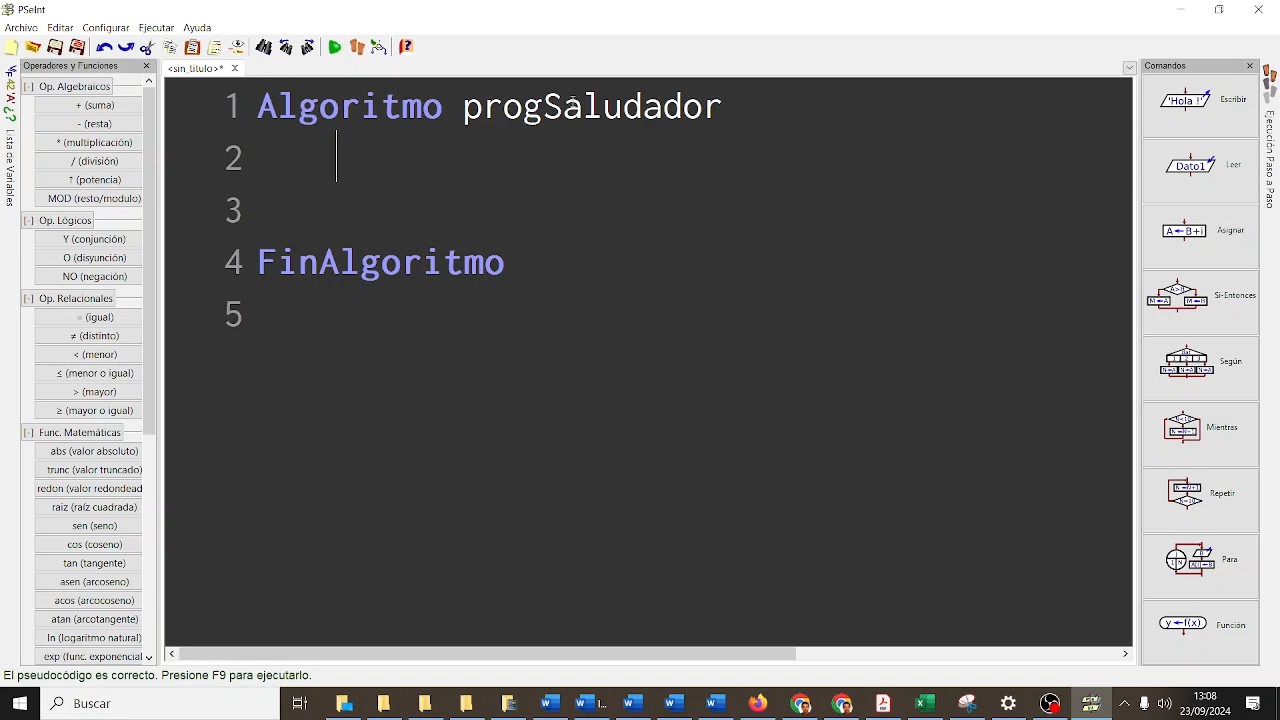 PSeInt
Archivo Editar Configurar Ejecutar Ayuda
Operadores y Funciones
<sin_titulo>*
Comandos
Lista de Variables
[-] Op. Algebraicos
+ (suma)
- (resta)
* (multiplicación)
/ (división)
↑ (potencia)
MOD (resto/modulo)
[-] Op. Lógicos
Y (conjunción)
O (disyunción)
NO (negación)
[-] Op. Relacionales
= (igual)
≠ (distinto)
< (menor)
≤ (menor o igual)
> (mayor)
≥ (mayor o igual)
[-] Func. Matemáticas
abs (valor absoluto)
trunc (valor truncado)
redon (valor redondead
raiz (raíz cuadrada)
sen (seno)
cos (coseno)
tan (tangente)
asen (arcoseno)
acos (arcocoseno)
atan (arcotangente)
ln (logaritmo natural)
exp (func. exponencial
1 Algoritmo progSaludador
2
3
4 FinAlgoritmo
5
'Hola !' Escribir
Dato1 Leer
A←B+i Asignar
Si-Entonces
Según
Mientras
Repetir
Para
y←f(x) Función
Ejecución Paso a Paso
El pseudocódigo es correcto. Presione F9 para ejecutarlo.
Buscar
13:08
23/09/2024